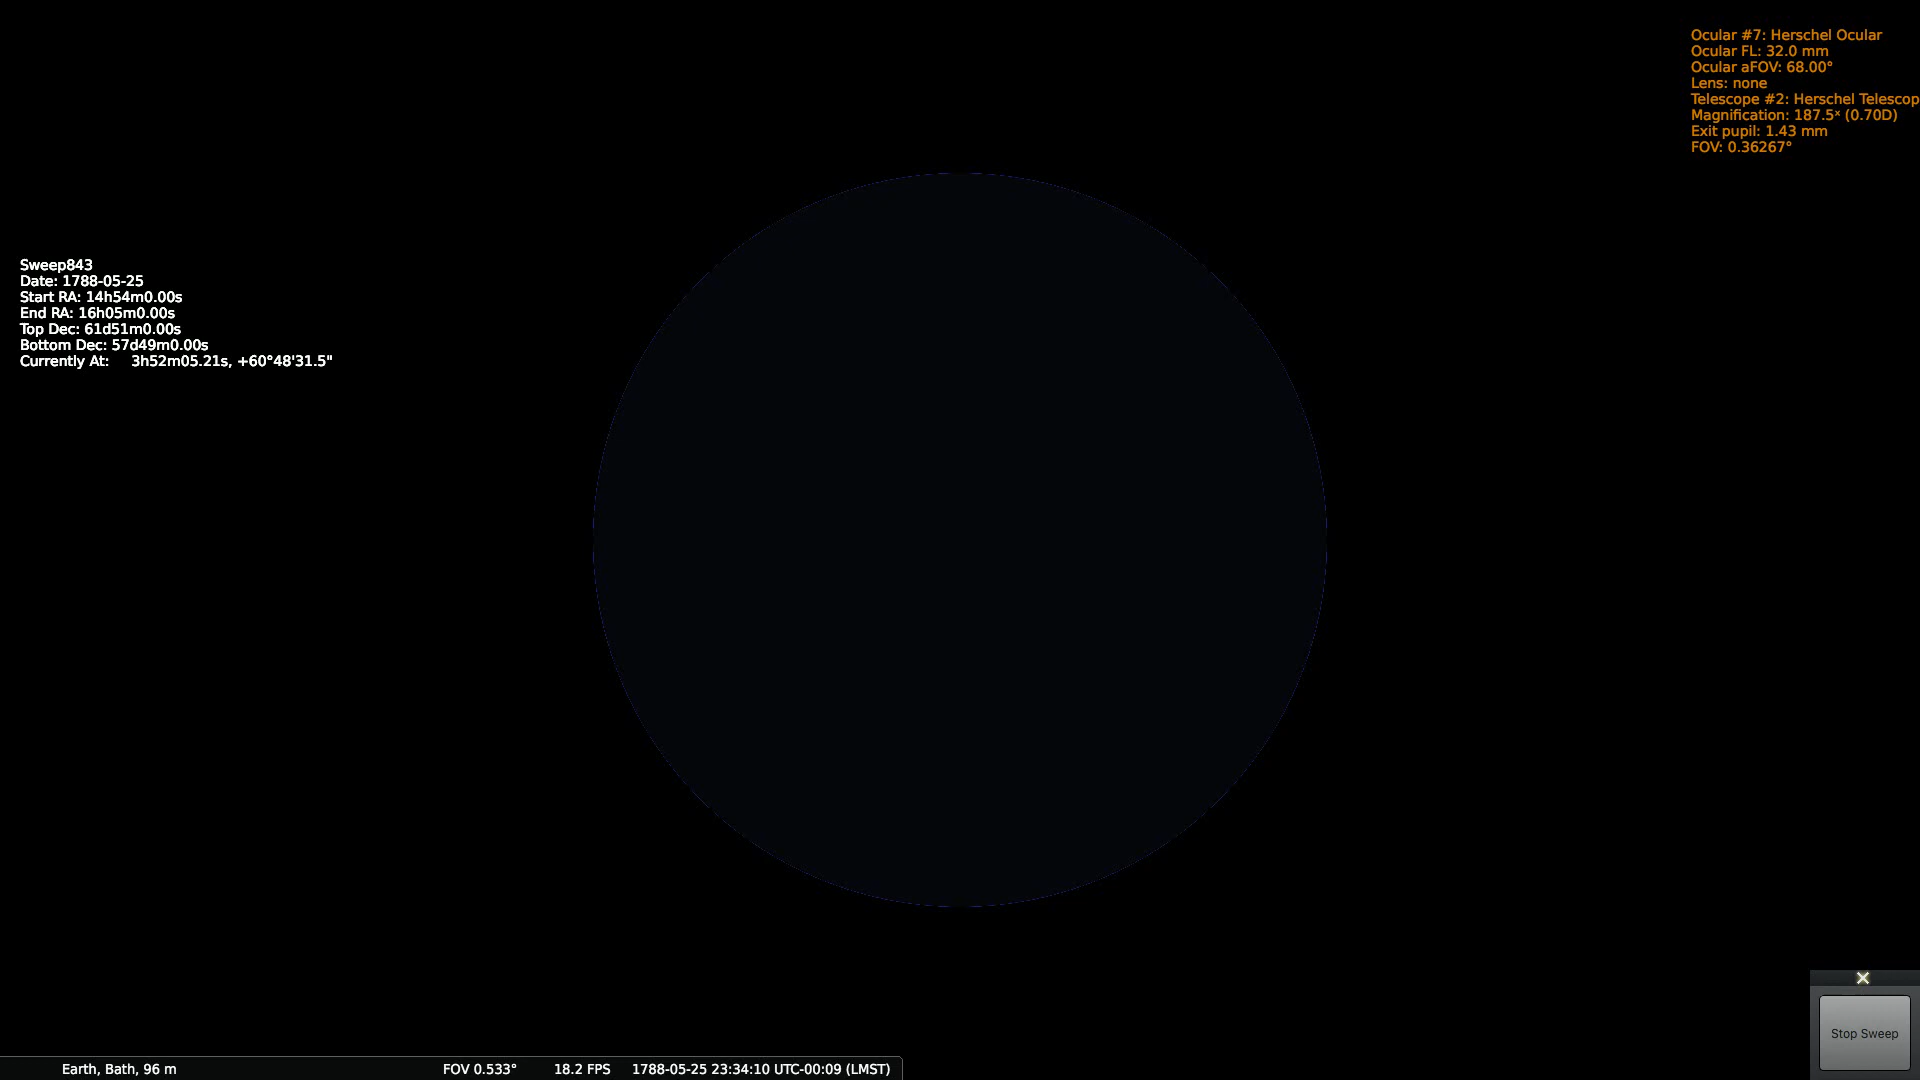 Ocular #7: Herschel Ocular
Ocular FL: 32.0 mm
Ocular aFOV: 68.00°
Lens: none
Telescope #2: Herschel Telescop
Magnification: 187.5ˣ (0.70D)
Exit pupil: 1.43 mm
FOV: 0.36267°
Sweep843
Date: 1788-05-25
Start RA: 14h54m0.00s
End RA: 16h05m0.00s
Top Dec: 61d51m0.00s
Bottom Dec: 57d49m0.00s
Currently At: 3h52m05.21s, +60°48'31.5"
Stop Sweep
Earth, Bath, 96 m FOV 0.533° 18.2 FPS 1788-05-25 23:34:10 UTC-00:09 (LMST)